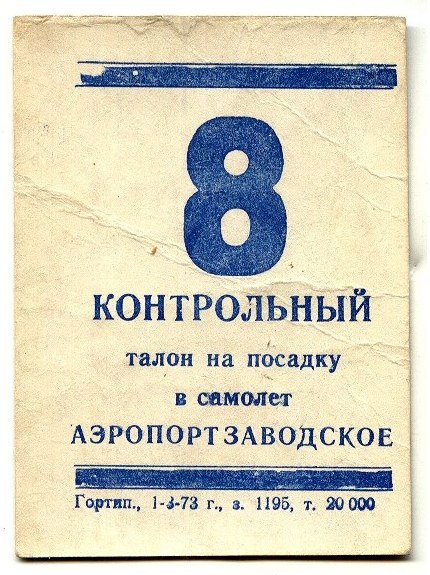 8
КОНТРОЛЬНЫЙ
талон на посадку
в самолет
АЭРОПОРТ ЗАВОДСКОЕ
Гортип., 1-3-73 г., з. 1195, т. 20 000